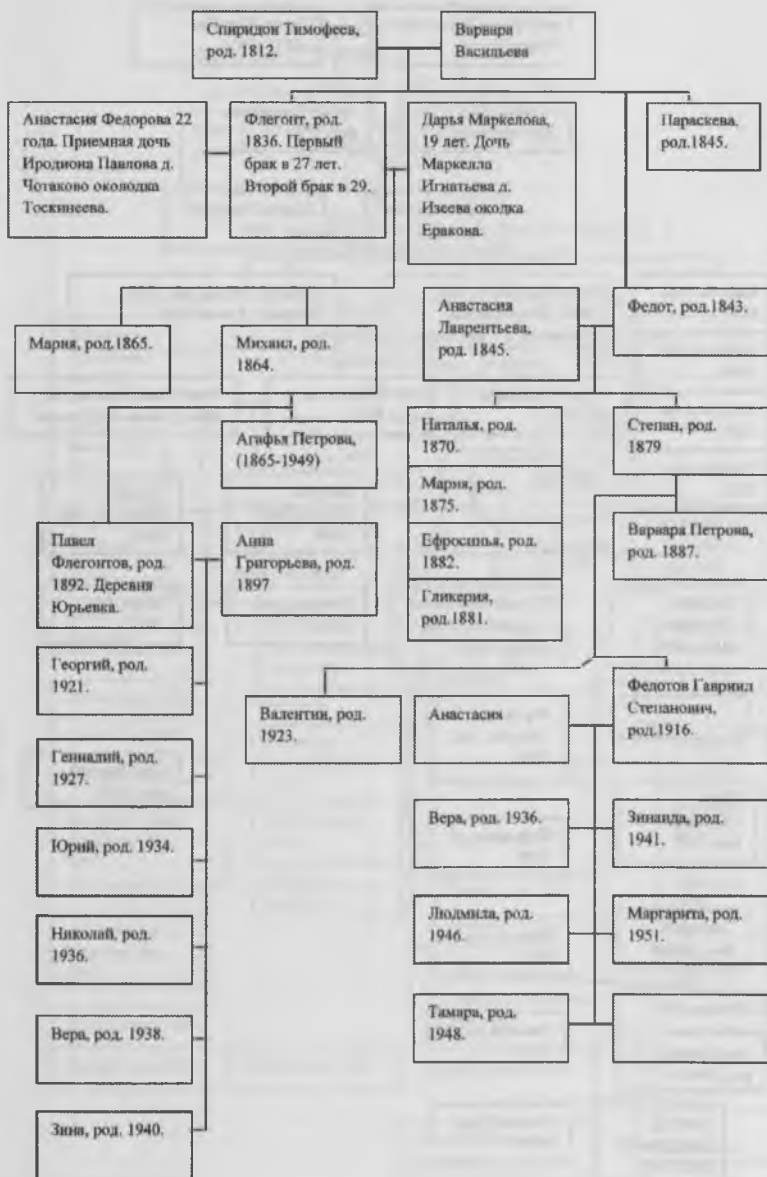 Спиридон Тимофеев,
род. 1812.
Варвара
Васильева
Анастасия Федорова 22
года. Приемная дочь
Иродиона Павлова д.
Чотаково околодка
Тоскинеева.
Флегонт, род.
1836. Первый
брак в 27 лет.
Второй брак в 29.
Дарья Маркелова,
19 лет. Дочь
Маркелла
Игнатьева д.
Изеева околка
Еракова.
Параскева,
род.1845.
Мария, род.1865.
Михаил, род.
1864.
Анастасия
Лаврентьева,
род. 1845.
Федот, род.1843.
Агафья Петрова,
(1865-1949)
Наталья, род.
1870.
Степан, род.
1879
Мария, род.
1875.
Павел
Флегонтов, род.
1892. Деревня
Юрьевка.
Анна
Григорьева, род.
1897
Ефросинья, род.
1882.
Варвара Петрова,
род. 1887.
Гликерия,
род.1881.
Георгий, род.
1921.
Валентин, род.
1923.
Анастасия
Федотов Гавриил
Степанович,
род.1916.
Геннадий, род.
1927.
Вера, род. 1936.
Зинаида, род.
1941.
Юрий, род. 1934.
Николай, род.
1936.
Людмила, род.
1946.
Маргарита, род.
1951.
Вера, род. 1938.
Тамара, род.
1948.
Зина, род. 1940.